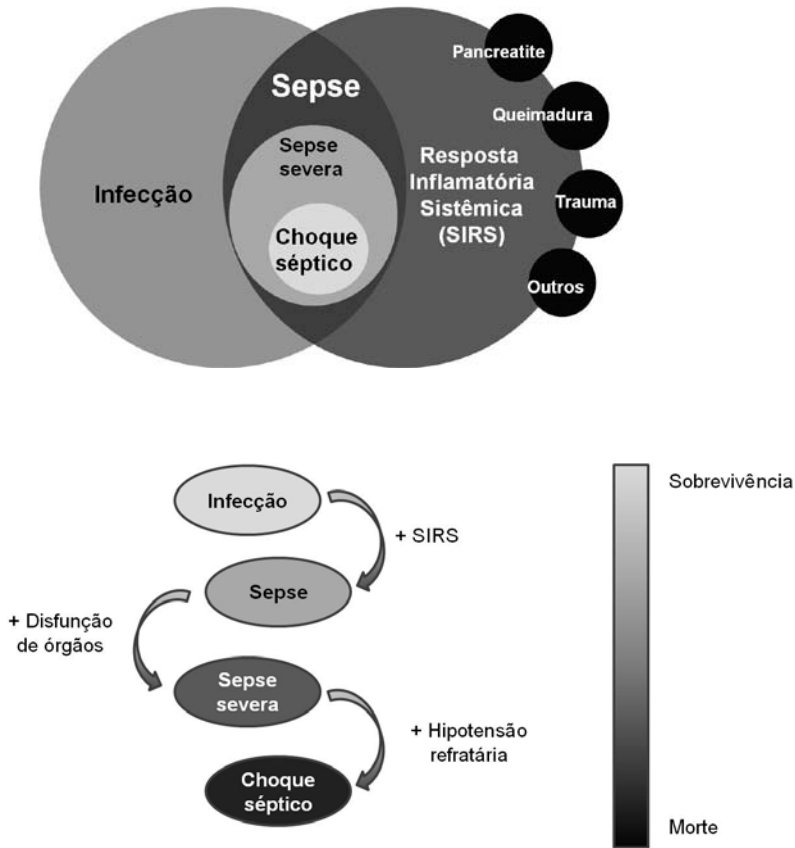 Pancreatite
Sepse
Queimadura
Sepse
severa
Resposta
Inflamatória
Sistêmica
(SIRS)
Infecção
Trauma
Choque
séptico
Outros
Infecção
Sobrevivência
+ SIRS
Sepse
+ Disfunção
de órgãos
Sepse
severa
+ Hipotensão
refratária
Choque
séptico
Morte